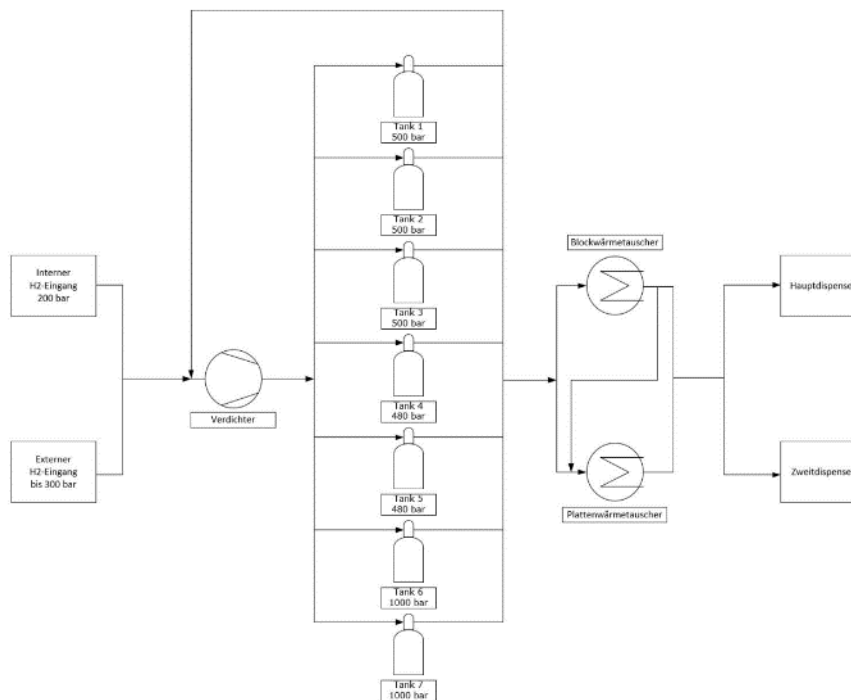 Tank 1
500 bar
Tank 2
500 bar
Tank 3
500 bar
Tank 4
480 bar
Tank 5
480 bar
Tank 6
1000 bar
Tank 7
1000 bar
Interner
H2-Eingang
200 bar
Externer
H2-Eingang
bis 300 bar
Verdichter
Blockwärmetauscher
Plattenwärmetauscher
Hauptdispense
Zweitdispense